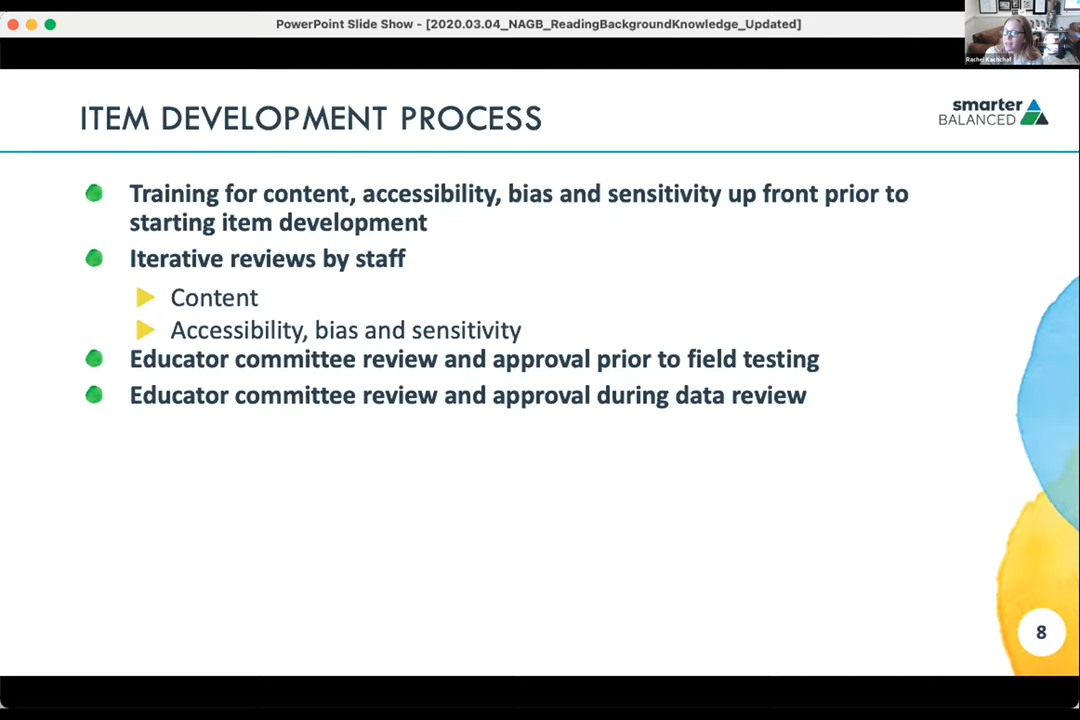 PowerPoint Slide Show - [2020.03.04_NAGB_ReadingBackgroundKnowledge_Updated]
Rachel Kachchaf
ITEM DEVELOPMENT PROCESS
smarter
BALANCED
Training for content, accessibility, bias and sensitivity up front prior to
starting item development
Iterative reviews by staff
Content
Accessibility, bias and sensitivity
Educator committee review and approval prior to field testing
Educator committee review and approval during data review
8